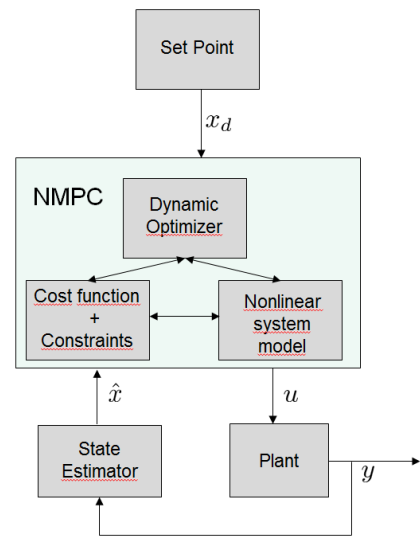 Set Point
x_d
NMPC
Dynamic
Optimizer
Cost function
+
Constraints
Nonlinear
system
model
x̂
u
State
Estimator
Plant
y